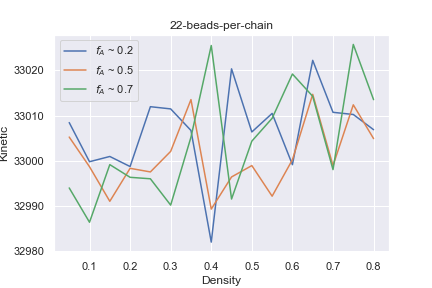 22-beads-per-chain
f_A ~ 0.2
f_A ~ 0.5
f_A ~ 0.7
Kinetic
33020
33010
33000
32990
32980
0.1 0.2 0.3 0.4 0.5 0.6 0.7 0.8
Density